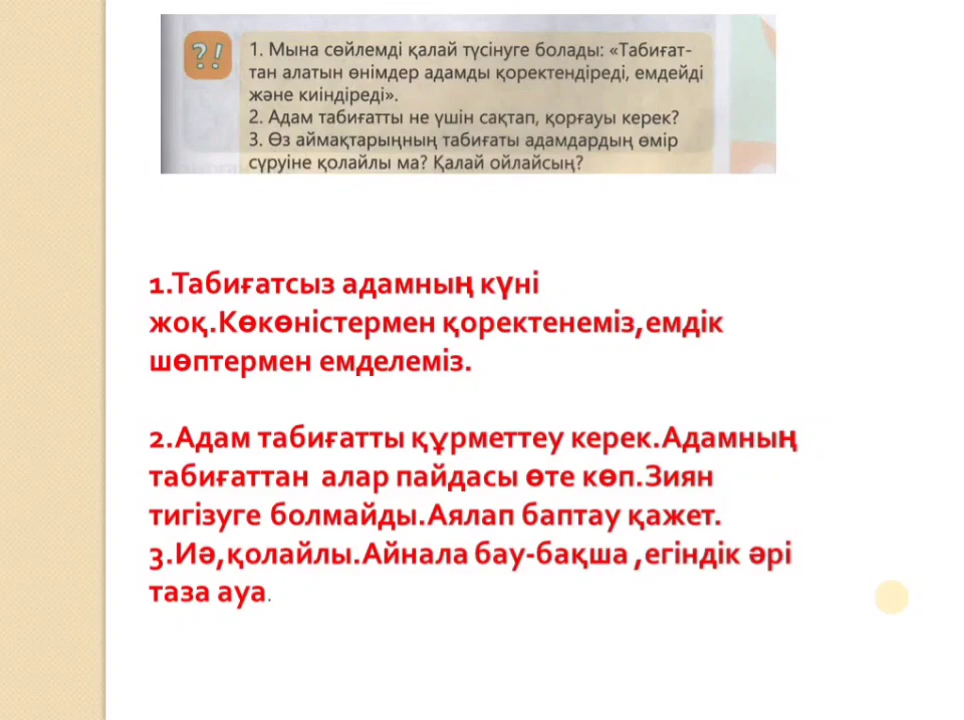 ?!
1. Мына сөйлемді қалай түсінуге болады: «Табиғат-
тан алатын өнімдер адамды қоректендіреді, емдейді
және киіндіреді».
2. Адам табиғатты не үшін сақтап, қорғауы керек?
3. Өз аймақтарыңның табиғаты адамдардың өмір
сүруіне қолайлы ма? Қалай ойлайсың?
1.Табиғатсыз адамның күні
жоқ.Көкөністермен қоректенеміз,емдік
шөптермен емделеміз.
2.Адам табиғатты құрметтеу керек.Адамның
табиғаттан алар пайдасы өте көп.Зиян
тигізуге болмайды.Аялап баптау қажет.
3.Иә,қолайлы.Айнала бау-бақша ,егіндік әрі
таза ауа.